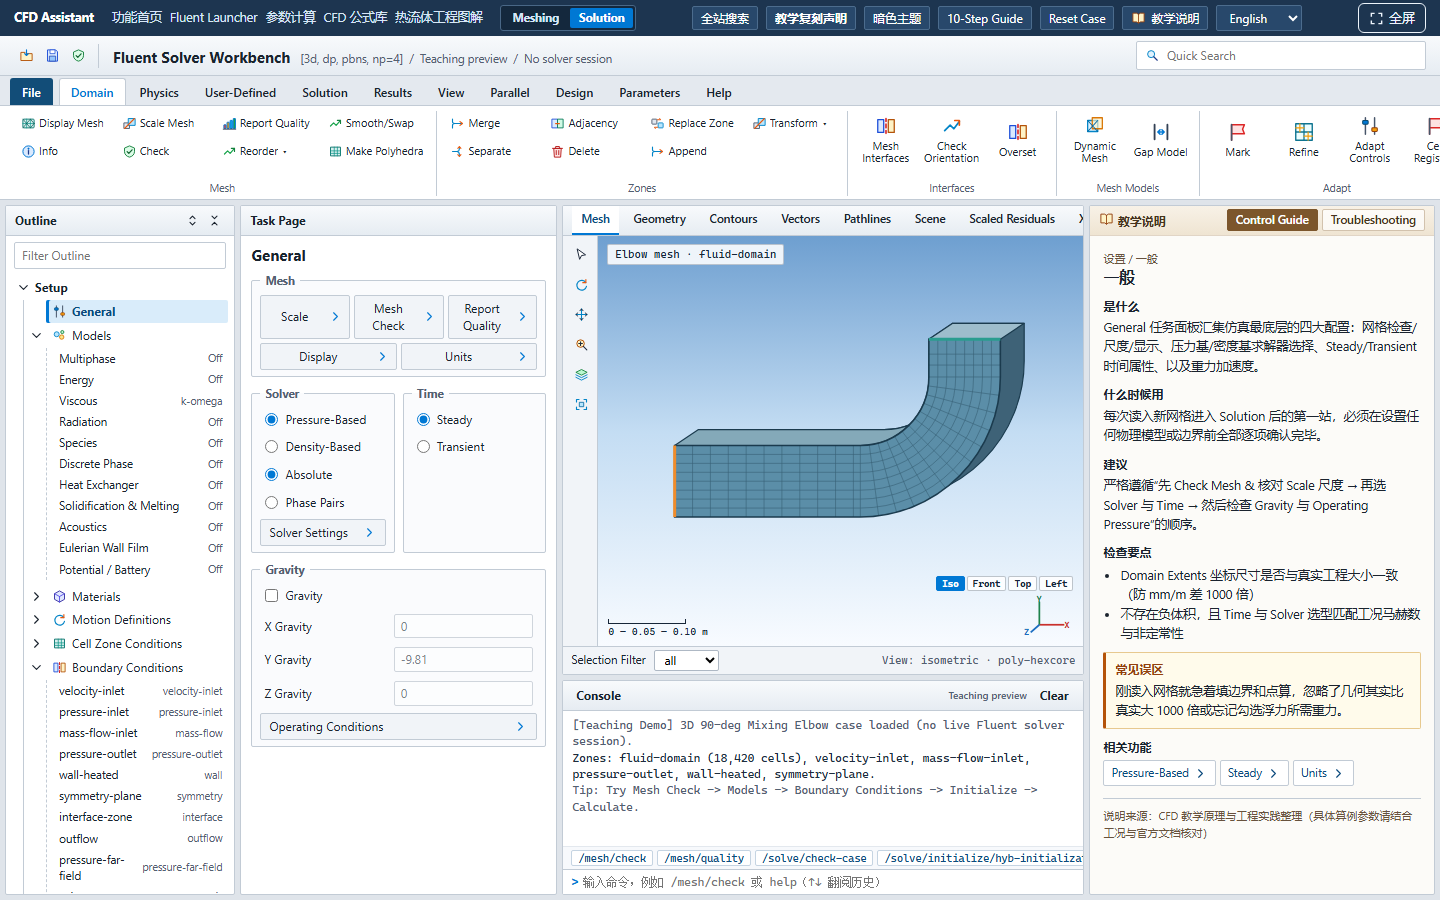 CFD Assistant 功能首页 Fluent Launcher 参数计算 CFD 公式库 热流体工程图解 Meshing Solution 全站搜索 教学复刻声明 暗色主题 10-Step Guide Reset Case 教学说明 English 全屏
Fluent Solver Workbench [3d, dp, pbns, np=4] / Teaching preview / No solver session Quick Search
File Domain Physics User-Defined Solution Results View Parallel Design Parameters Help
Display Mesh Scale Mesh Report Quality Smooth/Swap Merge Adjacency Replace Zone Transform
Info Check Reorder Make Polyhedra Separate Delete Append
Mesh Interfaces Check Orientation Overset Dynamic Mesh Gap Model Mark Refine Adapt Controls
Mesh Zones Interfaces Mesh Models Adapt
Outline
Filter Outline
Setup
General
Models
Multiphase Off
Energy Off
Viscous k-omega
Radiation Off
Species Off
Discrete Phase Off
Heat Exchanger Off
Solidification & Melting Off
Acoustics Off
Eulerian Wall Film Off
Potential / Battery Off
Materials
Motion Definitions
Cell Zone Conditions
Boundary Conditions
velocity-inlet velocity-inlet
pressure-inlet pressure-inlet
mass-flow-inlet mass-flow
pressure-outlet pressure-outlet
wall-heated wall
symmetry-plane symmetry
interface-zone interface
outflow outflow
pressure-far-field pressure-far-field
Task Page
General
Mesh
Scale Mesh Check Report Quality
Display Units
Solver Time
Pressure-Based Steady
Density-Based Transient
Absolute
Phase Pairs
Solver Settings
Gravity
Gravity
X Gravity 0
Y Gravity -9.81
Z Gravity 0
Operating Conditions
Mesh Geometry Contours Vectors Pathlines Scene Scaled Residuals
Elbow mesh · fluid-domain
Iso Front Top Left
Y
X
Z
0 — 0.05 — 0.10 m
Selection Filter all View: isometric · poly-hexcore
Console Teaching preview Clear
[Teaching Demo] 3D 90-deg Mixing Elbow case loaded (no live Fluent solver
session).
Zones: fluid-domain (18,420 cells), velocity-inlet, mass-flow-inlet,
pressure-outlet, wall-heated, symmetry-plane.
Tip: Try Mesh Check -> Models -> Boundary Conditions -> Initialize ->
Calculate.
/mesh/check /mesh/quality /solve/check-case /solve/initialize/hyb-initializa
> 输入命令，例如 /mesh/check 或 help（↑↓ 翻阅历史）
教学说明 Control Guide Troubleshooting
设置 / 一般
一般
是什么
General 任务面板汇集仿真最底层的四大配置：网格检查/
尺度/显示、压力基/密度基求解器选择、Steady/Transient
时间属性、以及重力加速度。
什么时候用
每次读入新网格进入 Solution 后的第一站，必须在设置任
何物理模型或边界前全部逐项确认完毕。
建议
严格遵循“先 Check Mesh & 核对 Scale 尺度 → 再选
Solver 与 Time → 然后检查 Gravity 与 Operating
Pressure”的顺序。
检查要点
• Domain Extents 坐标尺寸是否与真实工程大小一致
（防 mm/m 差 1000 倍）
• 不存在负体积，且 Time 与 Solver 选型匹配工况马赫数
与非定常性
常见误区
刚读入网格就急着填边界和点算，忽略了几何其实比
真实大 1000 倍或忘记勾选浮力所需重力。
相关功能
Pressure-Based Steady Units
说明来源：CFD 教学原理与工程实践整理（具体算例参数请结合
工况与官方文档核对）